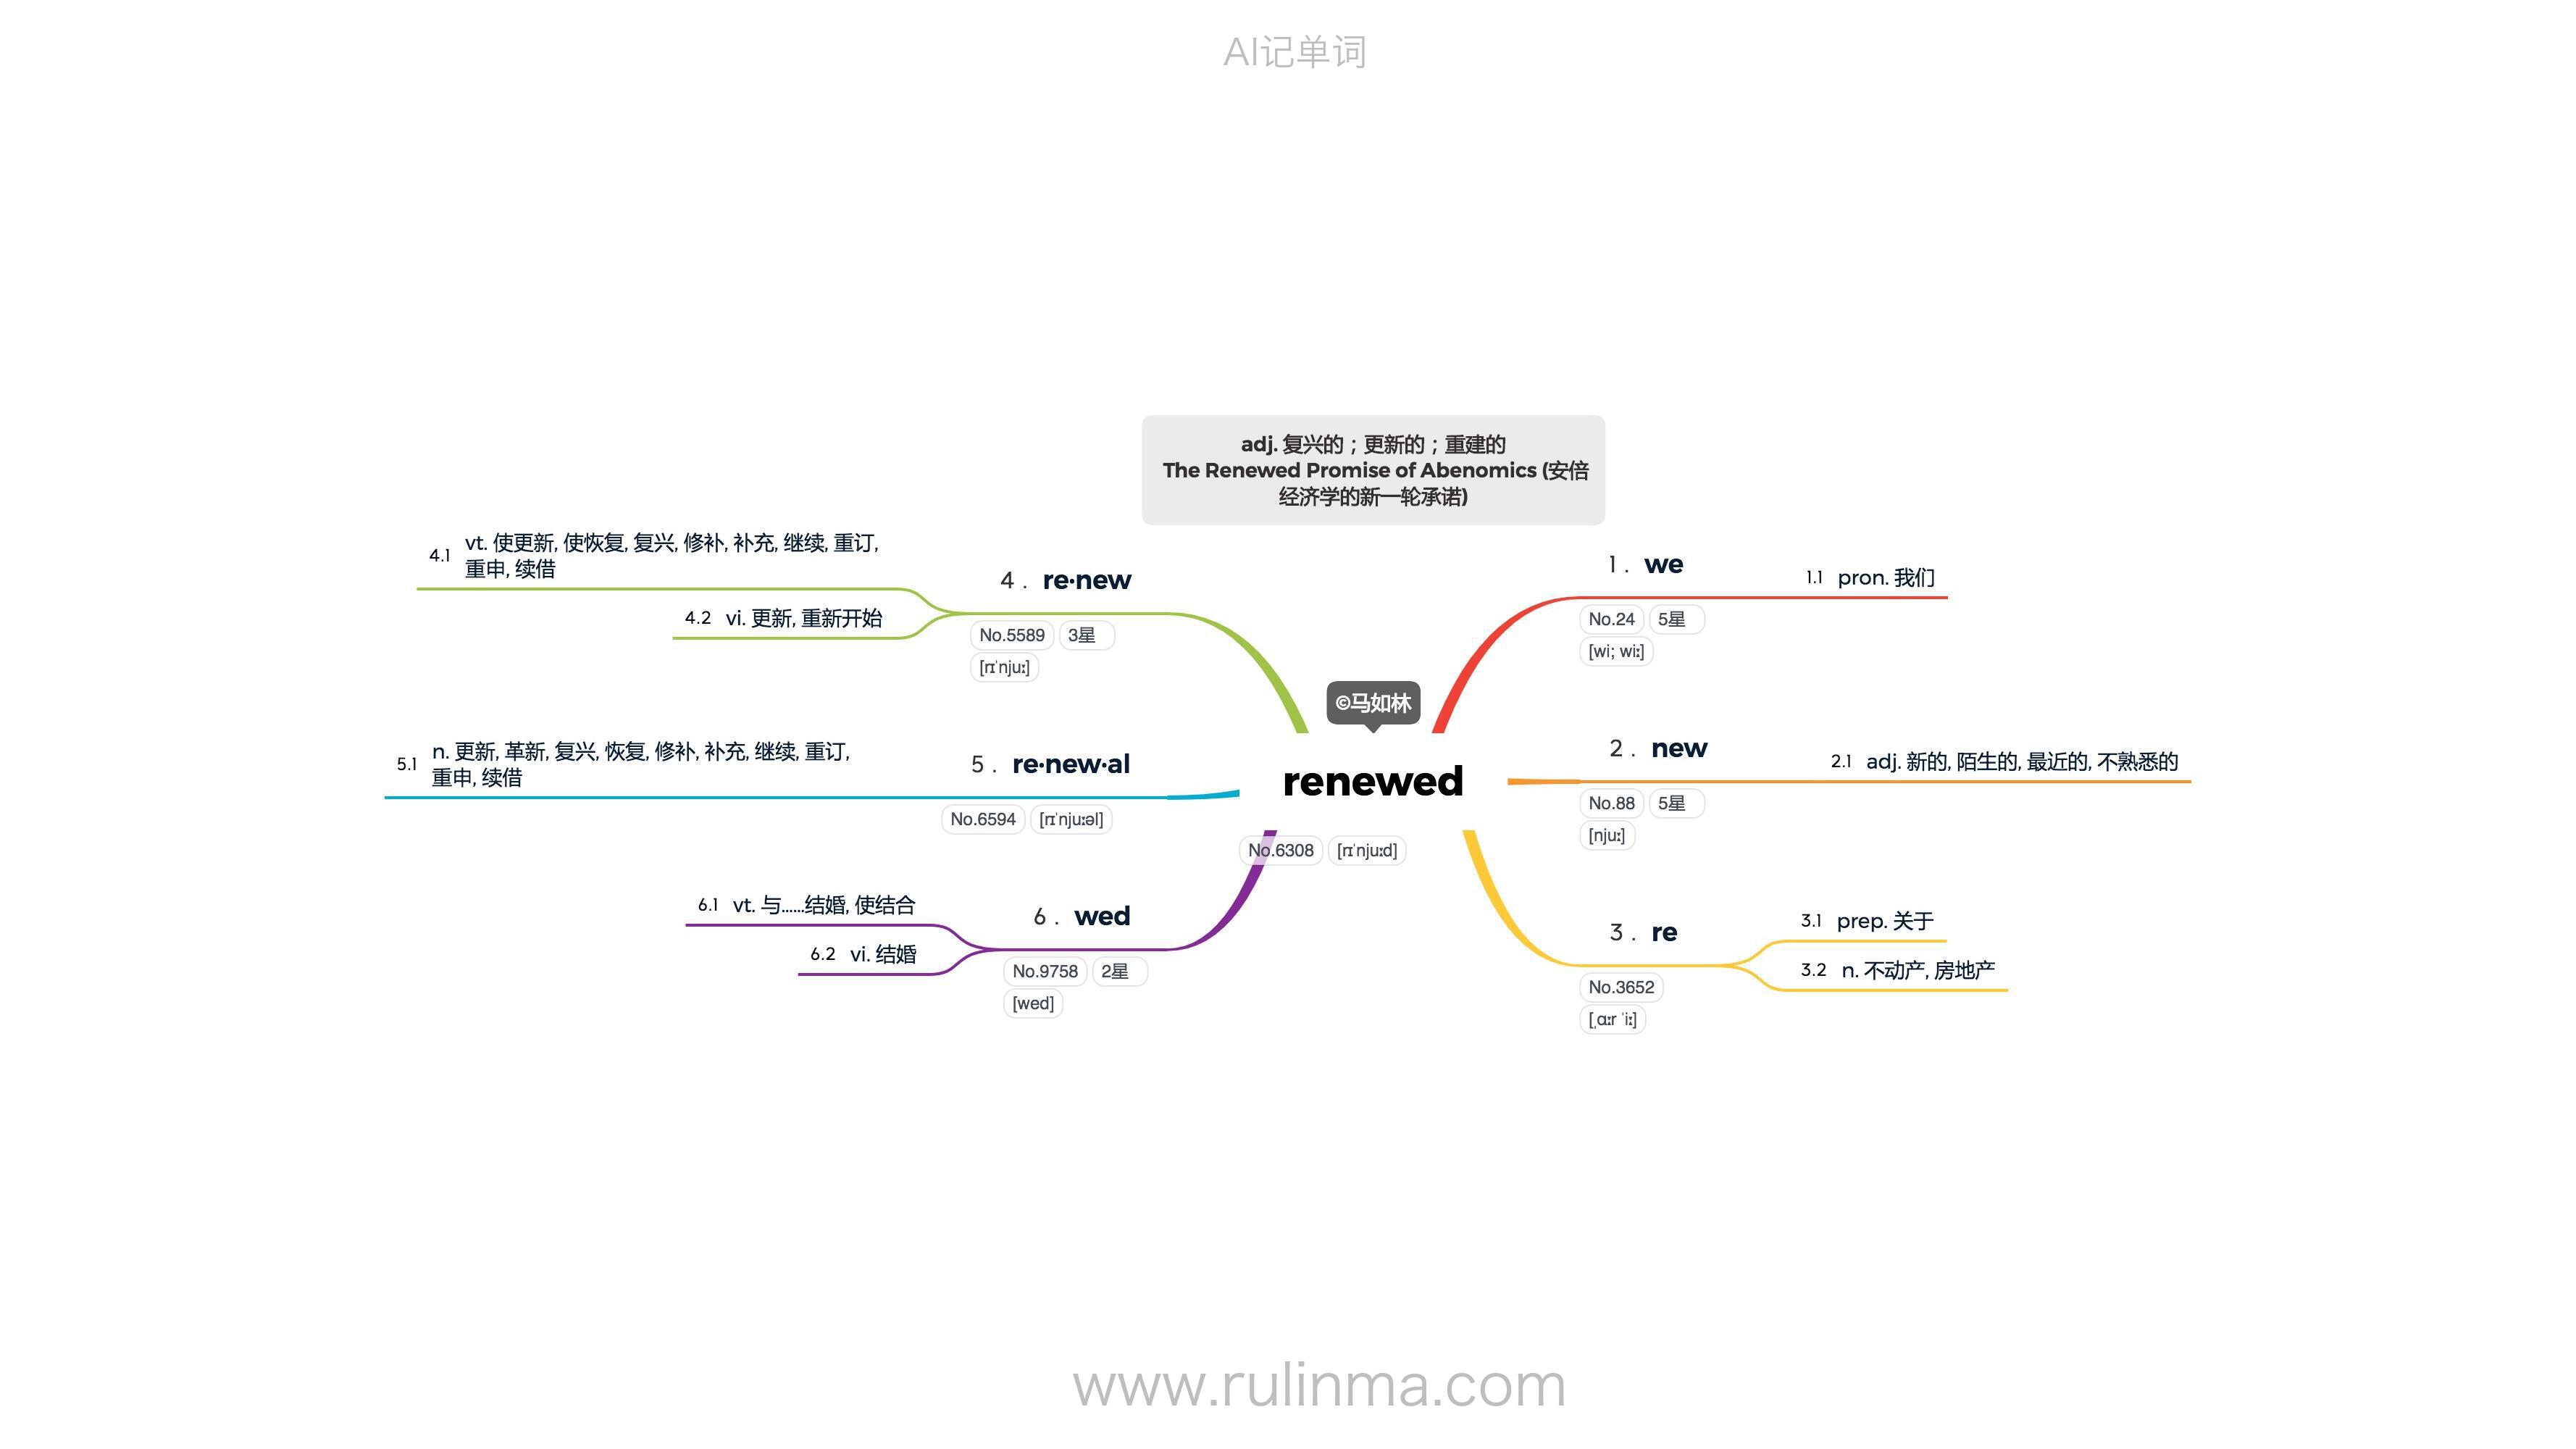 AI记单词
adj. 复兴的；更新的；重建的
The Renewed Promise of Abenomics (安倍
经济学的新一轮承诺)
©马如林
renewed
No.6308 [rɪˈnjuːd]
1. we
No.24 5星
[wi; wiː]
1.1 pron. 我们
2. new
No.88 5星
[njuː]
2.1 adj. 新的, 陌生的, 最近的, 不熟悉的
3. re
No.3652
[ˌɑːr ˈiː]
3.1 prep. 关于
3.2 n. 不动产, 房地产
4. re·new
No.5589 3星
[rɪˈnjuː]
4.1 vt. 使更新, 使恢复, 复兴, 修补, 补充, 继续, 重订,
重申, 续借
4.2 vi. 更新, 重新开始
5. re·new·al
No.6594 [rɪˈnjuːəl]
5.1 n. 更新, 革新, 复兴, 恢复, 修补, 补充, 继续, 重订,
重申, 续借
6. wed
No.9758 2星
[wed]
6.1 vt. 与……结婚, 使结合
6.2 vi. 结婚
www.rulinma.com